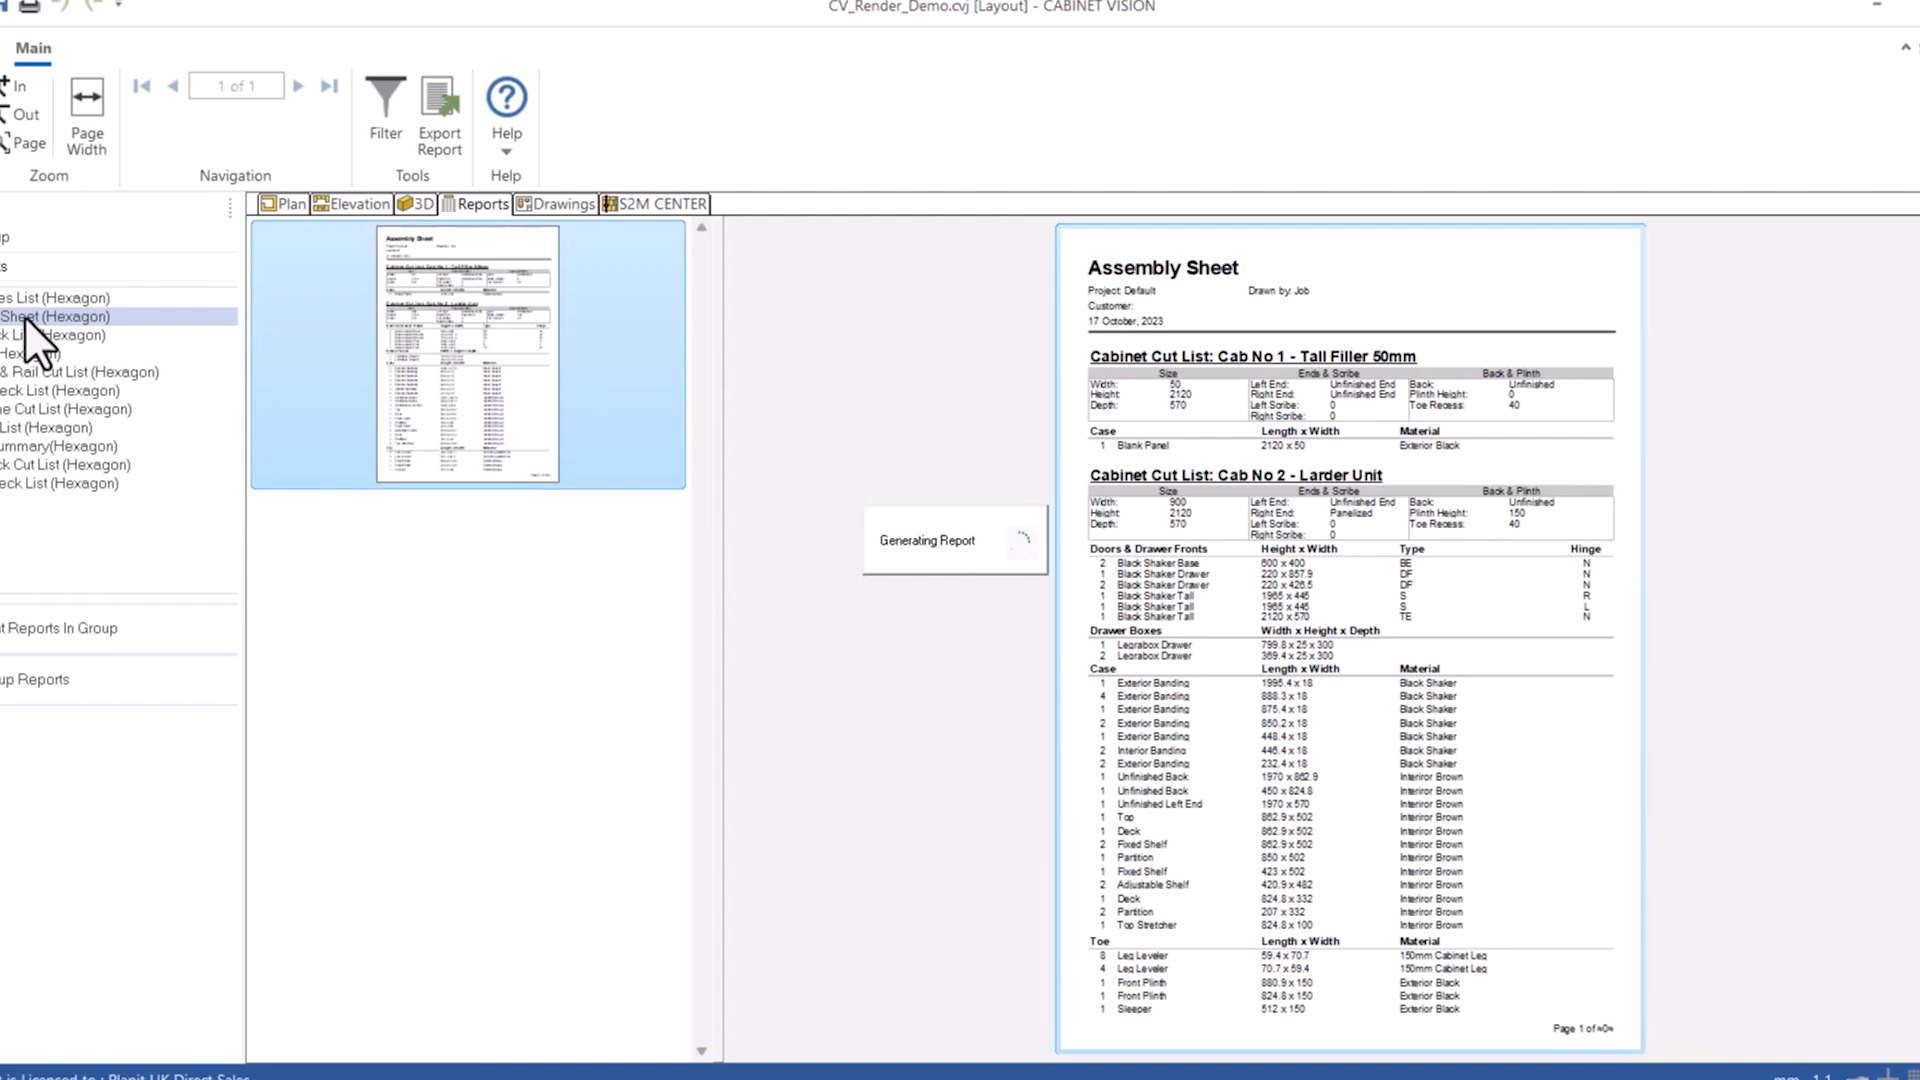 CV_Render_Demo.cvj [Layout] - CABINET VISION
Main
In
Out
Page
Page Width
Zoom
1 of 1
Navigation
Filter
Export Report
Tools
Help
Help
Plan
Elevation
3D
Reports
Drawings
S2M CENTER
es List (Hexagon)
Sheet (Hexagon)
& Rail Cut List (Hexagon)
eck List (Hexagon)
ne Cut List (Hexagon)
List (Hexagon)
ummary(Hexagon)
ck Cut List (Hexagon)
eck List (Hexagon)
t Reports In Group
up Reports
Generating Report
Assembly Sheet
Project: Default Drawn by: Job
Customer:
17 October, 2023
Cabinet Cut List: Cab No 1 - Tall Filler 50mm
Size Ends & Scribe Back & Plinth
Width: 50 Left End: Unfinished End Back: Unfinished
Height: 2120 Right End: Unfinished End Plinth Height: 0
Depth: 570 Left Scribe: 0 Toe Recess: 40
Right Scribe: 0
Case Length x Width Material
1 Blank Panel 2120 x 50 Exterior Black
Cabinet Cut List: Cab No 2 - Larder Unit
Size Ends & Scribe Back & Plinth
Width: 900 Left End: Unfinished End Back: Unfinished
Height: 2120 Right End: Panelized Plinth Height: 150
Depth: 570 Left Scribe: 0 Toe Recess: 40
Right Scribe: 0
Doors & Drawer Fronts Height x Width Type Hinge
2 Black Shaker Base 600 x 400 BE N
1 Black Shaker Drawer 220 x 857.9 DF N
2 Black Shaker Drawer 220 x 426.5 DF N
1 Black Shaker Tall 1965 x 445 S R
1 Black Shaker Tall 1965 x 445 S L
1 Black Shaker Tall 2120 x 570 TE N
Drawer Boxes Width x Height x Depth
1 Legrabox Drawer 799.8 x 25 x 300
2 Legrabox Drawer 369.4 x 25 x 300
Case Length x Width Material
1 Exterior Banding 1995.4 x 18 Black Shaker
4 Exterior Banding 888.3 x 18 Black Shaker
1 Exterior Banding 875.4 x 18 Black Shaker
2 Exterior Banding 850.2 x 18 Black Shaker
1 Exterior Banding 448.4 x 18 Black Shaker
2 Interior Banding 446.4 x 18 Black Shaker
2 Exterior Banding 232.4 x 18 Black Shaker
1 Unfinished Back 1970 x 862.9 Interiror Brown
1 Unfinished Back 450 x 824.8 Interiror Brown
1 Unfinished Left End 1970 x 570 Interiror Brown
1 Top 862.9 x 502 Interiror Brown
1 Deck 862.9 x 502 Interiror Brown
2 Fixed Shelf 862.9 x 502 Interiror Brown
1 Partition 850 x 502 Interiror Brown
1 Fixed Shelf 423 x 502 Interiror Brown
2 Adjustable Shelf 420.9 x 482 Interiror Brown
1 Deck 824.8 x 332 Interiror Brown
2 Partition 207 x 332 Interiror Brown
1 Top Stretcher 824.8 x 100 Interiror Brown
Toe Length x Width Material
8 Leg Leveler 59.4 x 70.7 150mm Cabinet Leg
4 Leg Leveler 70.7 x 59.4 150mm Cabinet Leg
1 Front Plinth 880.9 x 150 Exterior Black
1 Front Plinth 824.8 x 150 Exterior Black
1 Sleeper 512 x 150 Exterior Black
Page 1 of